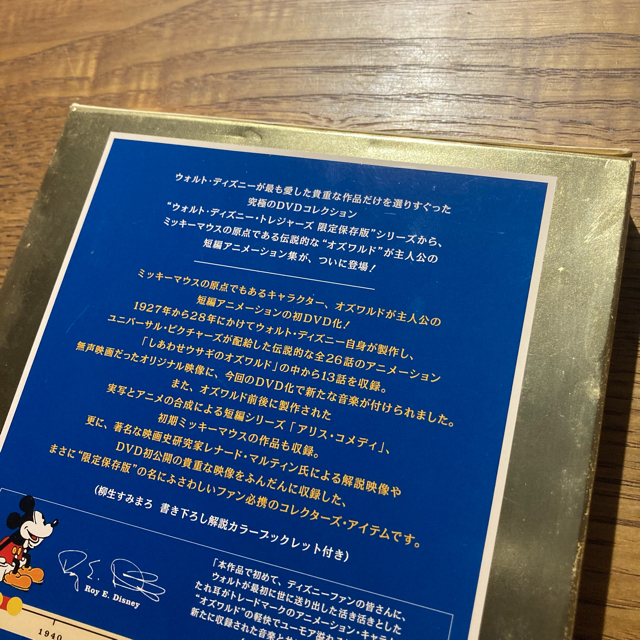 ウォルト・ディズニーが最も愛した貴重な作品だけを選りすぐった
究極のDVDコレクション
“ウォルト・ディズニー・トレジャーズ 限定保存版”シリーズから、
ミッキーマウスの原点である伝説的な“オズワルド”が主人公の
短編アニメーション集が、ついに登場！
ミッキーマウスの原点でもあるキャラクター、オズワルドが主人公の
短編アニメーションの初DVD化！
1927年から28年にかけてウォルト・ディズニー自身が製作し、
ユニバーサル・ピクチャーズが配給した伝説的な全26話のアニメーション
「しあわせウサギのオズワルド」の中から13話を収録。
無声映画だったオリジナル映像に、今回のDVD化で新たな音楽が付けられました。
また、オズワルド前後に製作された
実写とアニメの合成による短編シリーズ「アリス・コメディ」、
初期ミッキーマウスの作品も収録。
更に、著名な映画史研究家レナード・マルティン氏による解説映像や
DVD初公開の貴重な映像をふんだんに収録した、
まさに“限定保存版”の名にふさわしいファン必携のコレクターズ・アイテムです。
(柳生すみまろ 書き下ろし解説カラーブックレット付き)
Roy E. Disney
1940
「本作品で初めて、ディズニーファンの皆さんに、
ウォルトが最初に世に送り出した活き活きとした
たれ耳がトレードマークのアニメーション・キャラ
“オズワルド”の軽快でユーモア溢れる
新たに収録された音楽と